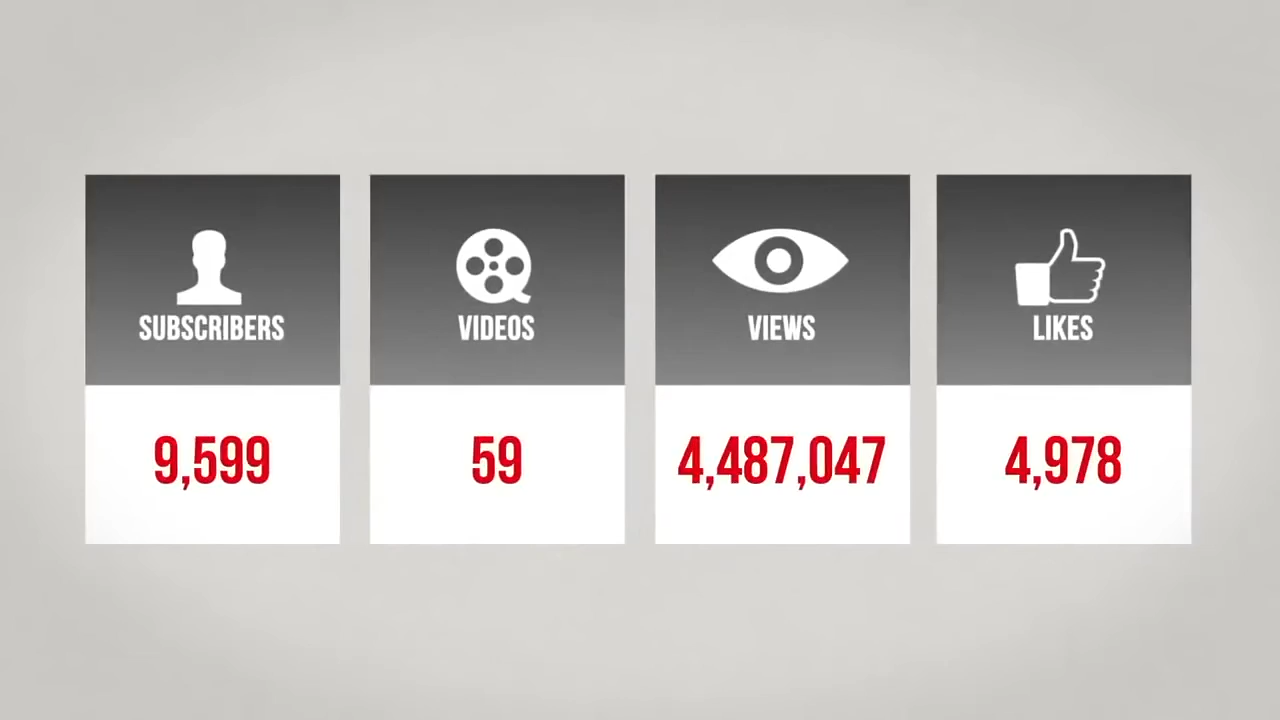 SUBSCRIBERS
9,599
VIDEOS
59
VIEWS
4,487,047
LIKES
4,978